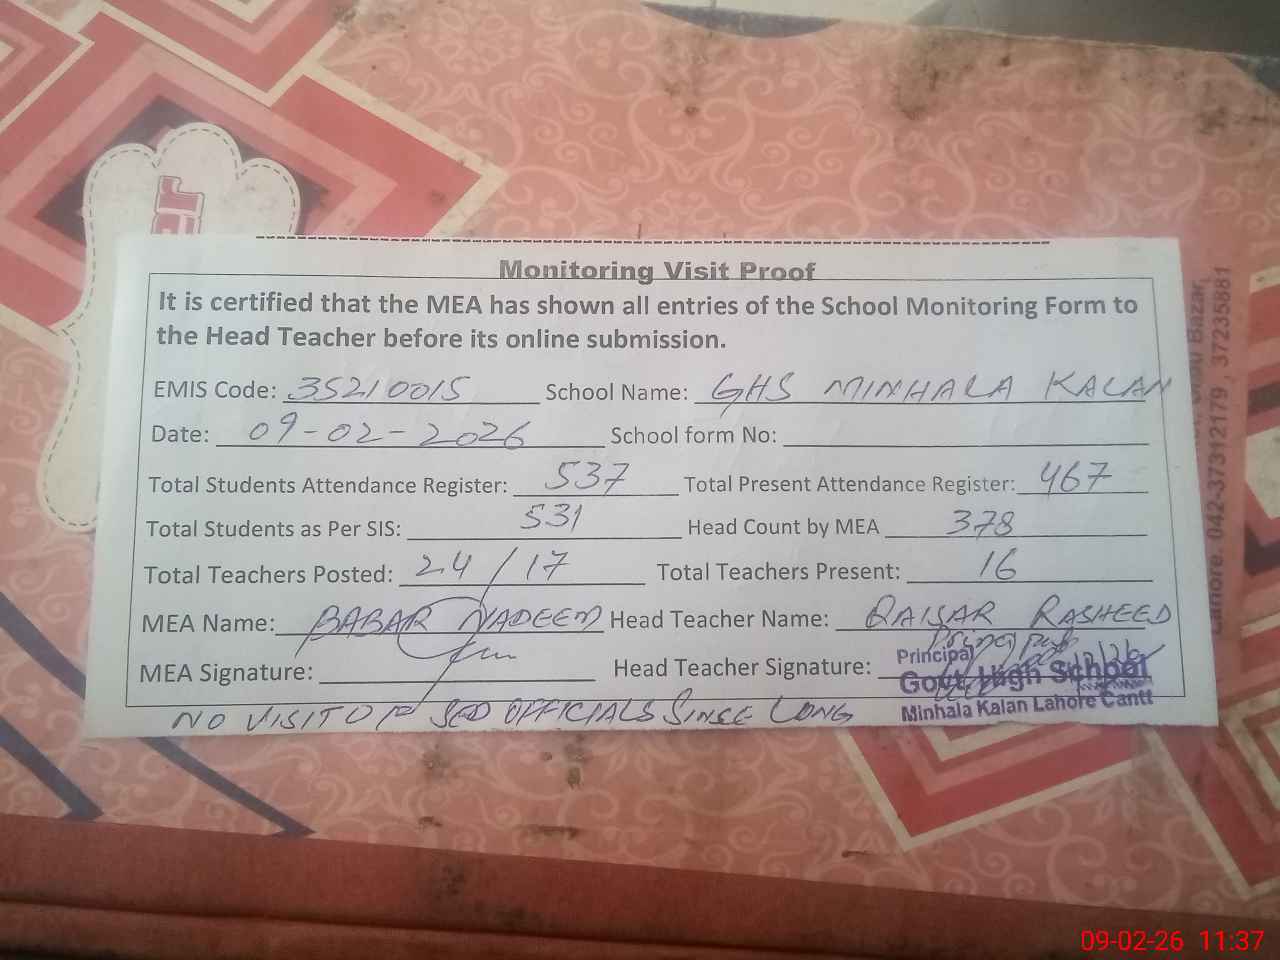 Monitoring Visit Proof
It is certified that the MEA has shown all entries of the School Monitoring Form to
the Head Teacher before its online submission.
EMIS Code: 35210015 School Name: GHS MINHALA KALAN
Date: 09-02-2026 School form No:
Total Students Attendance Register: 537 Total Present Attendance Register: 467
Total Students as Per SIS: 531 Head Count by MEA 378
Total Teachers Posted: 24/17 Total Teachers Present: 16
MEA Name: BABAR NADEEM Head Teacher Name: QAISAR RASHEED
MEA Signature: Head Teacher Signature:
Principal
Govt. High School
Minhala Kalan Lahore Cantt
NO VISIT OF SED OFFICIALS SINCE LONG
Bazar,
Lahore. 042-37312179, 37235881
09-02-26 11:37